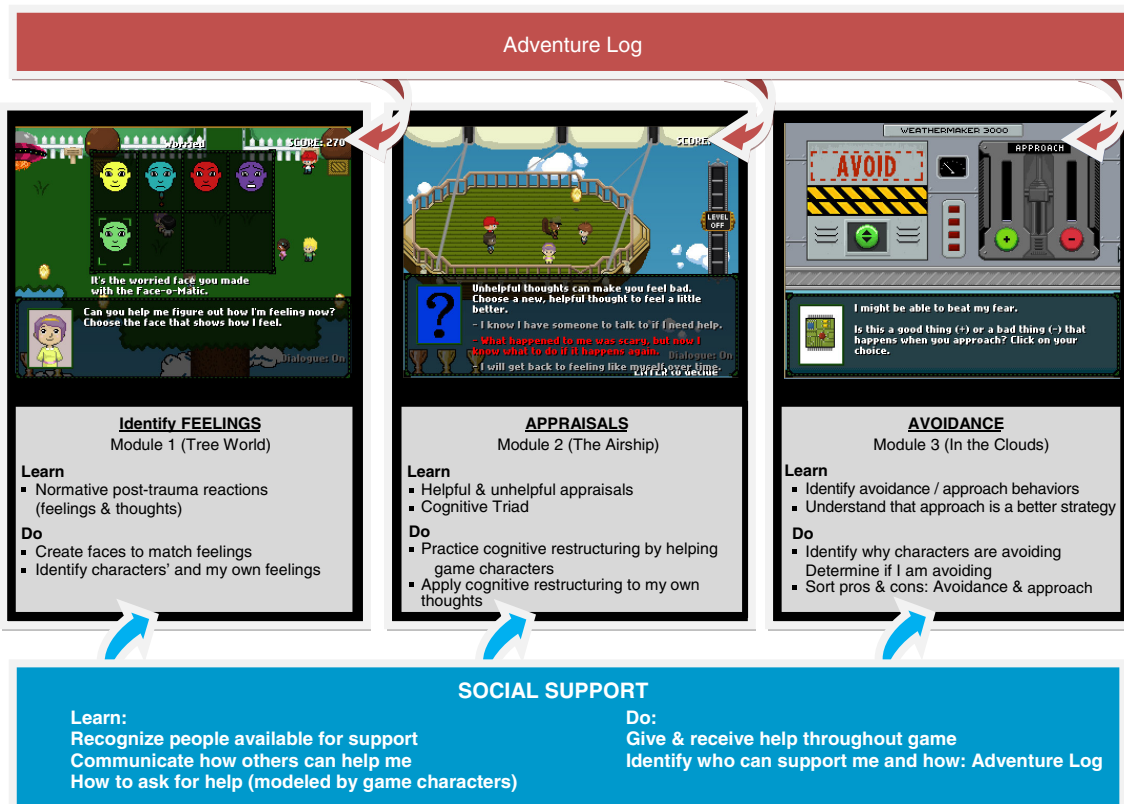 Adventure Log
Worried
SCORE: 270
It's the worried face you made
with the Face-o-Matic.
Can you help me figure out how I'm feeling now?
Choose the face that shows how I feel.
Dialogue: On
Identify FEELINGS
Module 1 (Tree World)
Learn
▪ Normative post-trauma reactions
(feelings & thoughts)
Do
▪ Create faces to match feelings
▪ Identify characters' and my own feelings
SCORE:
LEVEL
OFF
Unhelpful thoughts can make you feel bad.
Choose a new, helpful thought to feel a little
better.
- I know I have someone to talk to if I need help.
- What happened to me was scary, but now I
know what to do if it happens again.
Dialogue: On
- I will get back to feeling like myself over time.
ENTER to decide
APPRAISALS
Module 2 (The Airship)
Learn
▪ Helpful & unhelpful appraisals
▪ Cognitive Triad
Do
▪ Practice cognitive restructuring by helping
game characters
▪ Apply cognitive restructuring to my own
thoughts
WEATHERMAKER 3000
AVOID
APPROACH
I might be able to beat my fear.
Is this a good thing (+) or a bad thing (-) that
happens when you approach? Click on your
choice.
AVOIDANCE
Module 3 (In the Clouds)
Learn
▪ Identify avoidance / approach behaviors
▪ Understand that approach is a better strategy
Do
▪ Identify why characters are avoiding
Determine if I am avoiding
▪ Sort pros & cons: Avoidance & approach
SOCIAL SUPPORT
Learn:
Recognize people available for support
Communicate how others can help me
How to ask for help (modeled by game characters)
Do:
Give & receive help throughout game
Identify who can support me and how: Adventure Log